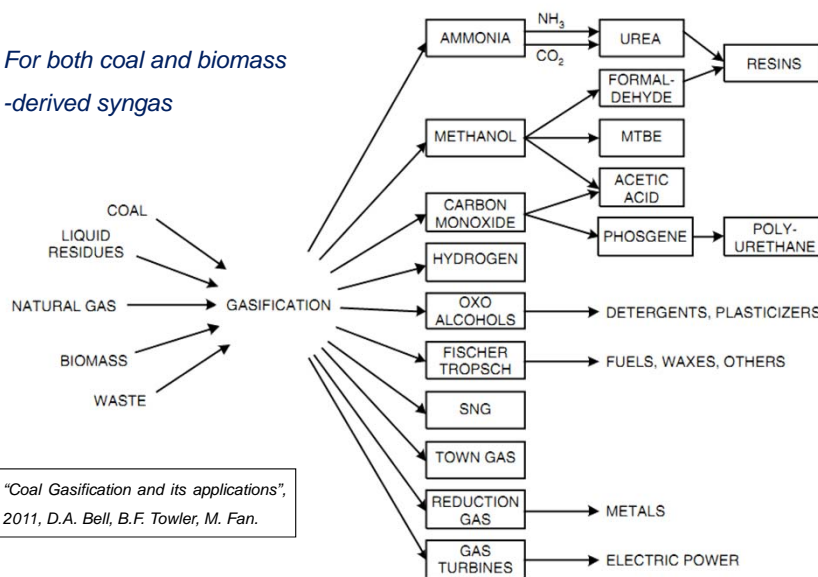 For both coal and biomass
-derived syngas
COAL
LIQUID
RESIDUES
NATURAL GAS
BIOMASS
WASTE
GASIFICATION
AMMONIA
NH3
CO2
UREA
RESINS
METHANOL
FORMAL-
DEHYDE
MTBE
ACETIC
ACID
CARBON
MONOXIDE
PHOSGENE
POLY-
URETHANE
HYDROGEN
OXO
ALCOHOLS
DETERGENTS, PLASTICIZERS
FISCHER
TROPSCH
FUELS, WAXES, OTHERS
SNG
TOWN GAS
REDUCTION
GAS
METALS
GAS
TURBINES
ELECTRIC POWER
“Coal Gasification and its applications”,
2011, D.A. Bell, B.F. Towler, M. Fan.